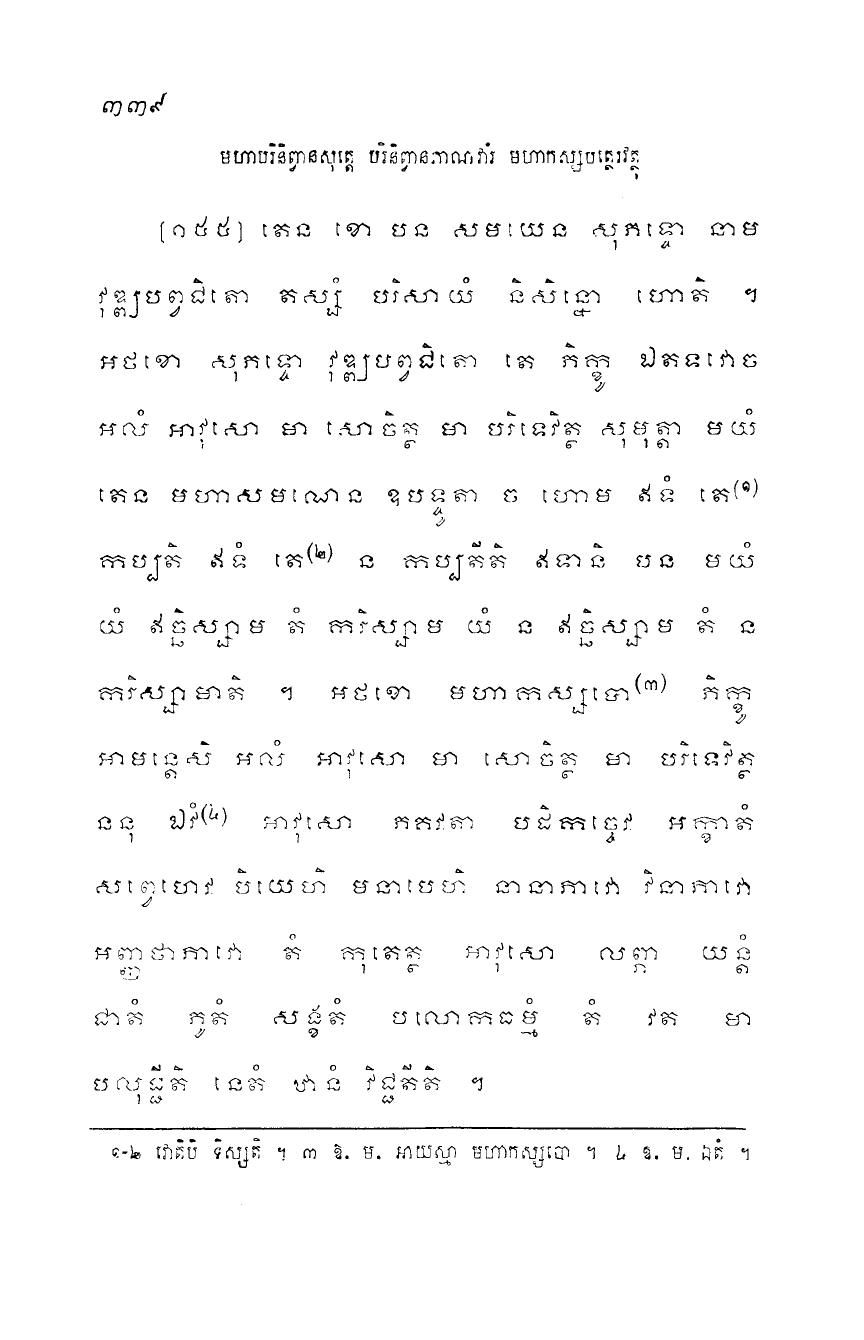 ៣៣៩
មហាបរិនិព្វានសុត្តេ បរិនិព្វានភាណវារំ មហាកស្សបត្ថេរវត្ថុ
[១៥៥] តេន ខោ បន សមយេន សុភទ្ទោ នាម
វុឌ្ឍបព្វជិតោ តស្សំ បរិសាយំ និសិន្នោ ហោតិ ។
អថខោ សុភទ្ទោ វុឌ្ឍបព្វជិតោ តេ ភិក្ខូ ឯតទវោច
អលំ អាវុសោ មា សោចិត្ថ មា បរិទេវិត្ថ សុមុត្តា មយំ
តេន មហាសមណេន ឧបទ្ទូតា ច ហោម ឥទំ តេ(១)
កប្បតិ ឥទំ តេ(២) ន កប្បតីតិ ឥទានិ បន មយំ
យំ ឥច្ឆិស្សាម តំ ករិស្សាម យំ ន ឥច្ឆិស្សាម តំ ន
ករិស្សាមាតិ ។ អថខោ មហាកស្សបោ(៣) ភិក្ខូ
អាមន្តេសិ អលំ អាវុសោ មា សោចិត្ថ មា បរិទេវិត្ថ
ននុ ឯវំ(៤) អាវុសោ ភគវតា បដិកច្ចេវ អក្ខាតំ
សព្វេហេវ បិយេហិ មនាបេហិ នានាភាវោ វិនាភាវោ
អញ្ញថាភាវោ តំ កុតេត្ថ អាវុសោ លព្ភា យន្តំ
ជាតំ ភូតំ សង្ខតំ បលោកធម្មំ តំ វត មា
បលុជ្ជីតិ នេតំ ឋានំ វិជ្ជតីតិ ។
១-២ វោតិបិ ទិស្សតិ ។ ៣ ឱ. ម. អាយស្មា មហាកស្សបោ ។ ៤ ឱ. ម. ឯតំ ។